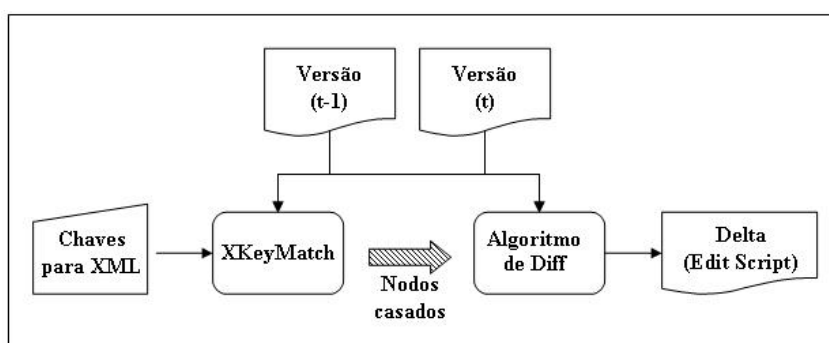 Versão
(t-1)
Versão
(t)
Chaves
para XML
XKeyMatch
Nodos
casados
Algoritmo
de Diff
Delta
(Edit Script)